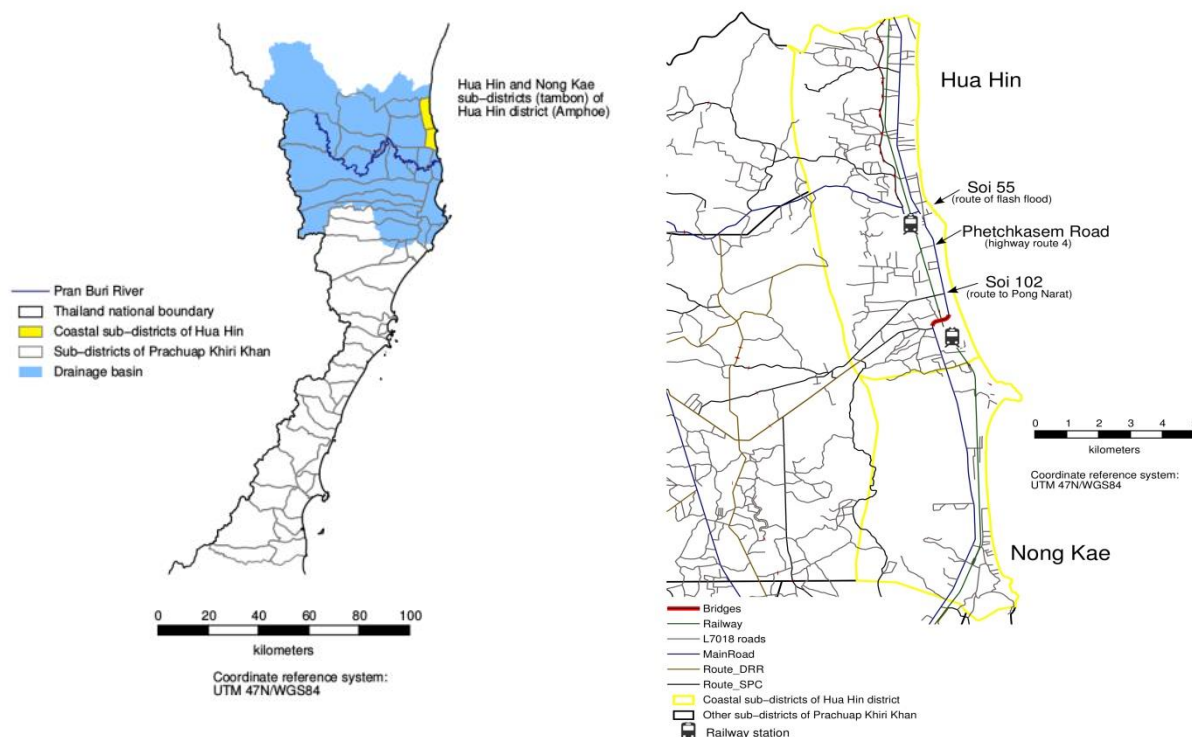 Hua Hin and Nong Kae
sub-districts (tambon) of
Hua Hin district (Amphoe)
Pran Buri River
Thailand national boundary
Coastal sub-districts of Hua Hin
Sub-districts of Prachuap Khiri Khan
Drainage basin
0 20 40 60 80 100
kilometers
Coordinate reference system:
UTM 47N/WGS84
Hua Hin
Soi 55
(route of flash flood)
Phetchkasem Road
(highway route 4)
Soi 102
(route to Pong Narat)
0 1 2 3 4
kilometers
Coordinate reference system:
UTM 47N/WGS84
Nong Kae
Bridges
Railway
L7018 roads
MainRoad
Route_DRR
Route_SPC
Coastal sub-districts of Hua Hin district
Other sub-districts of Prachuap Khiri Khan
Railway station